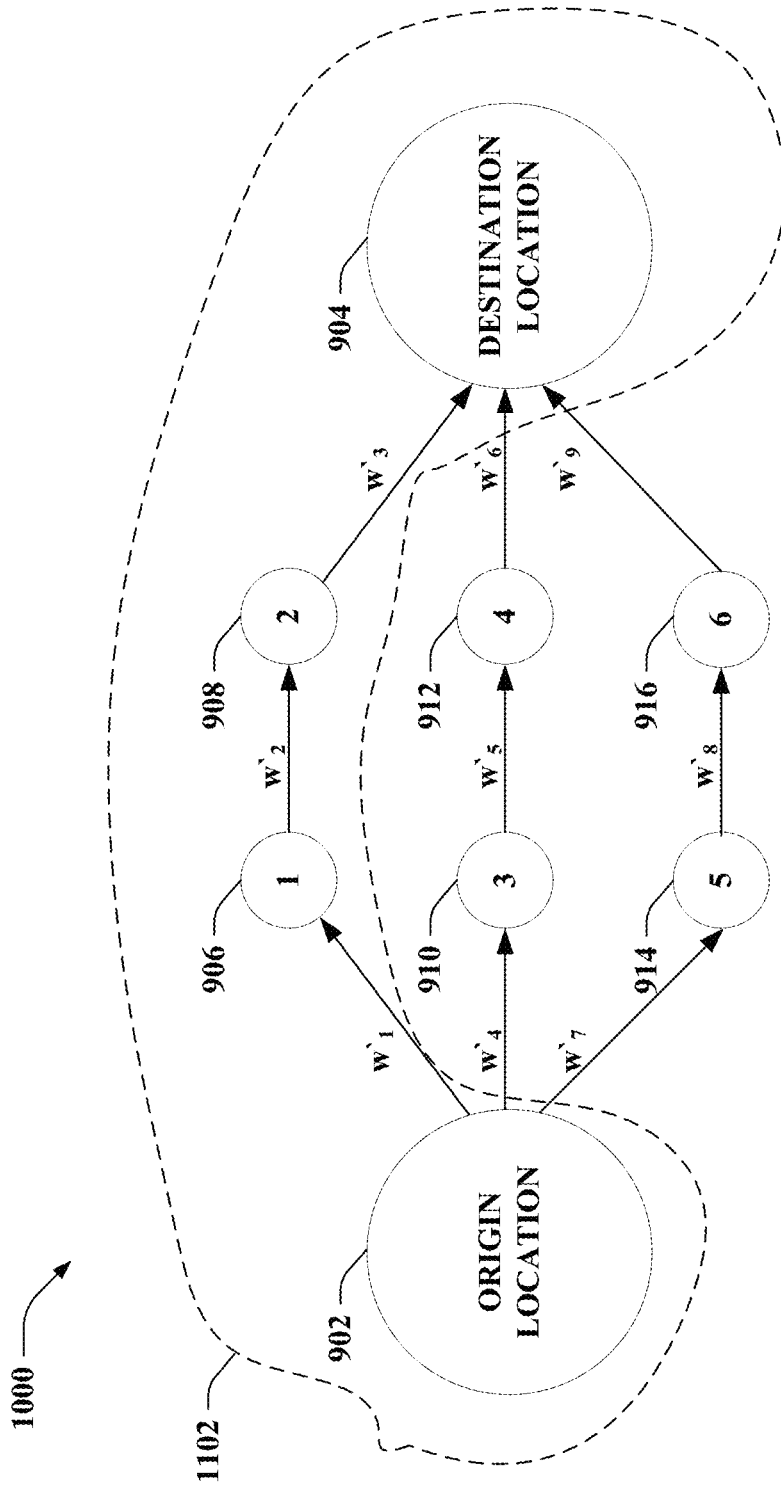 1000
1102
902
ORIGIN
LOCATION
w`1
w`4
w`7
906
1
910
3
914
5
w`2
w`5
w`8
908
2
912
4
916
6
w`3
w`6
w`9
904
DESTINATION
LOCATION